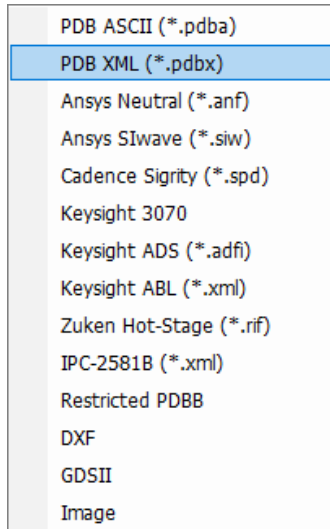 PDB ASCII (*.pdba)
PDB XML (*.pdbx)
Ansys Neutral (*.anf)
Ansys SIwave (*.siw)
Cadence Sigrity (*.spd)
Keysight 3070
Keysight ADS (*.adfi)
Keysight ABL (*.xml)
Zuken Hot-Stage (*.rif)
IPC-2581B (*.xml)
Restricted PDBB
DXF
GDSII
Image